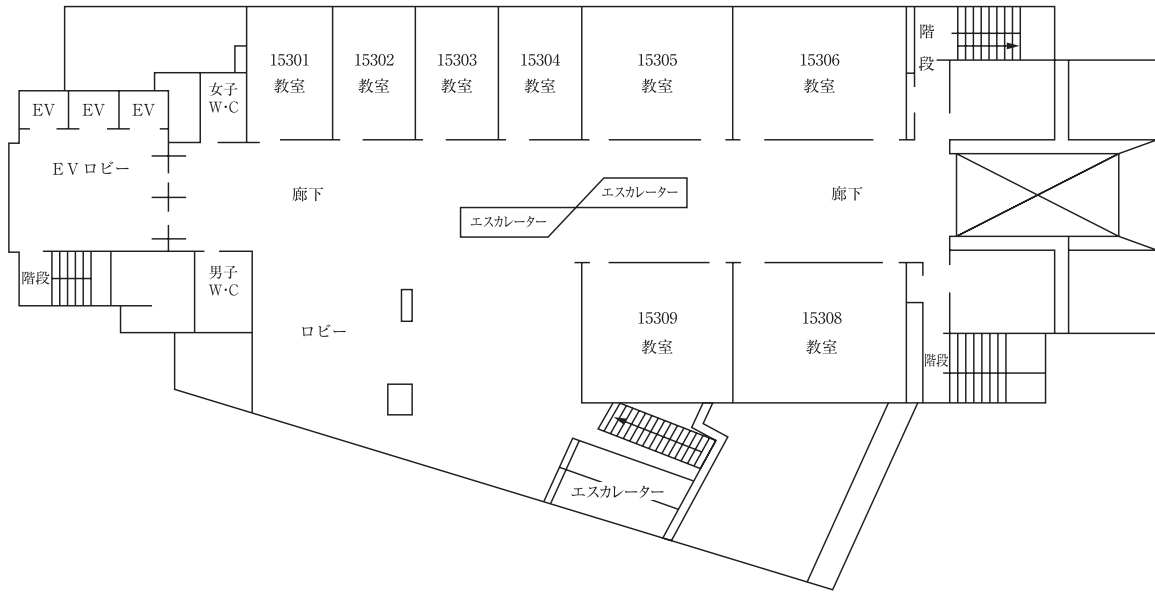 15301
教室
15302
教室
15303
教室
15304
教室
15305
教室
15306
教室
階
段
女子
W・C
EV
EV
EV
EVロビー
廊下
エスカレーター
エスカレーター
廊下
階段
男子
W・C
ロビー
15309
教室
15308
教室
階段
エスカレーター